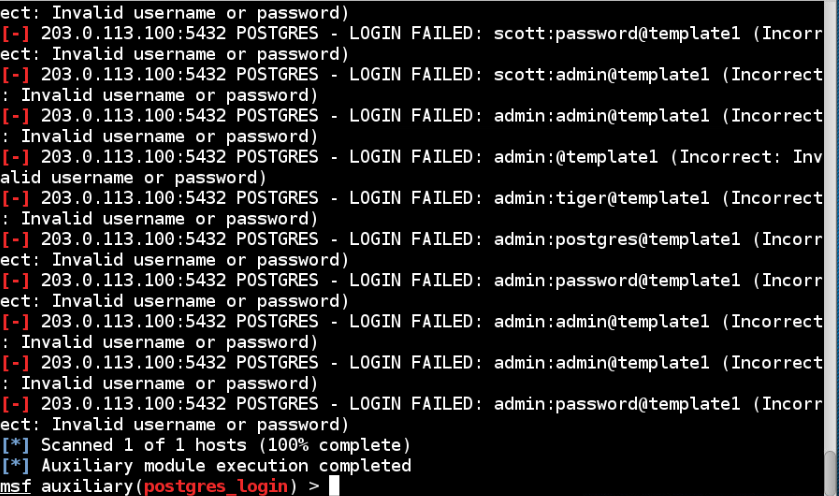 ect: Invalid username or password)
[-] 203.0.113.100:5432 POSTGRES - LOGIN FAILED: scott:password@template1 (Incorr
ect: Invalid username or password)
[-] 203.0.113.100:5432 POSTGRES - LOGIN FAILED: scott:admin@template1 (Incorrect
: Invalid username or password)
[-] 203.0.113.100:5432 POSTGRES - LOGIN FAILED: admin:admin@template1 (Incorrect
: Invalid username or password)
[-] 203.0.113.100:5432 POSTGRES - LOGIN FAILED: admin:@template1 (Incorrect: Inv
alid username or password)
[-] 203.0.113.100:5432 POSTGRES - LOGIN FAILED: admin:tiger@template1 (Incorrect
: Invalid username or password)
[-] 203.0.113.100:5432 POSTGRES - LOGIN FAILED: admin:postgres@template1 (Incorr
ect: Invalid username or password)
[-] 203.0.113.100:5432 POSTGRES - LOGIN FAILED: admin:password@template1 (Incorr
ect: Invalid username or password)
[-] 203.0.113.100:5432 POSTGRES - LOGIN FAILED: admin:admin@template1 (Incorrect
: Invalid username or password)
[-] 203.0.113.100:5432 POSTGRES - LOGIN FAILED: admin:admin@template1 (Incorrect
: Invalid username or password)
[-] 203.0.113.100:5432 POSTGRES - LOGIN FAILED: admin:password@template1 (Incorr
ect: Invalid username or password)
[*] Scanned 1 of 1 hosts (100% complete)
[*] Auxiliary module execution completed
msf auxiliary(postgres_login) >